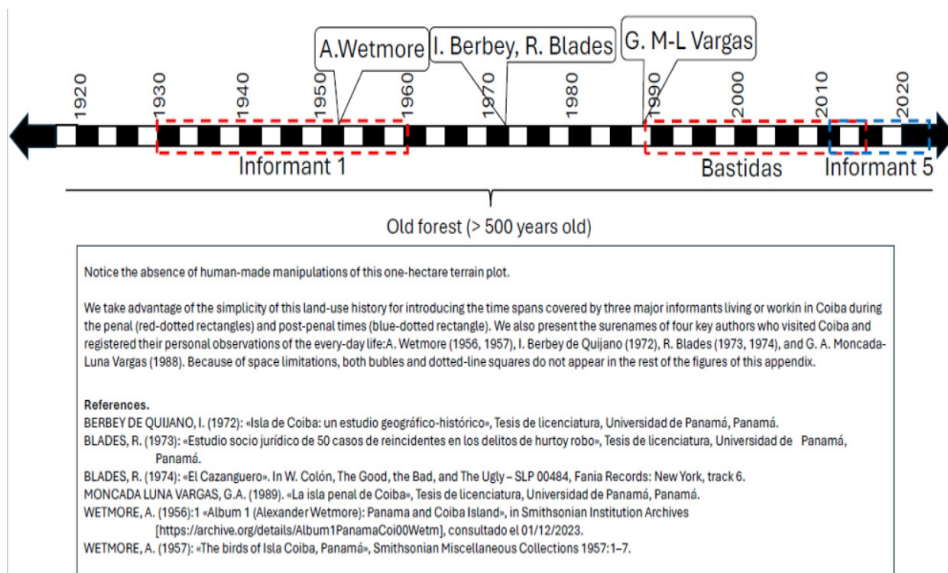 A.Wetmore
I. Berbey, R. Blades
G. M-L Vargas
1920
1930
1940
1950
1960
1970
1980
1990
2000
2010
2020
Informant 1
Bastidas
Informant 5
Old forest (> 500 years old)
Notice the absence of human-made manipulations of this one-hectare terrain plot.
We take advantage of the simplicity of this land-use history for introducing the time spans covered by three major informants living or workin in Coiba during
the penal (red-dotted rectangles) and post-penal times (blue-dotted rectangle). We also present the surenames of four key authors who visited Coiba and
registered their personal observations of the every-day life:A. Wetmore (1956, 1957), I. Berbey de Quijano (1972), R. Blades (1973, 1974), and G. A. Moncada-
Luna Vargas (1988). Because of space limitations, both bubles and dotted-line squares do not appear in the rest of the figures of this appendix.
References.
BERBEY DE QUIJANO, I. (1972): «Isla de Coiba: un estudio geográfico-histórico», Tesis de licenciatura, Universidad de Panamá, Panamá.
BLADES, R. (1973): «Estudio socio jurídico de 50 casos de reincidentes en los delitos de hurtoy robo», Tesis de licenciatura, Universidad de Panamá,
Panamá.
BLADES, R. (1974): «El Cazanguero». In W. Colón, The Good, the Bad, and The Ugly – SLP 00484, Fania Records: New York, track 6.
MONCADA LUNA VARGAS, G.A. (1989). «La isla penal de Coiba», Tesis de licenciatura, Universidad de Panamá, Panamá.
WETMORE, A. (1956):1 «Album 1 (Alexander Wetmore): Panama and Coiba Island», in Smithsonian Institution Archives
[https://archive.org/details/Album1PanamaCoi00Wetm], consultado el 01/12/2023.
WETMORE, A. (1957): «The birds of Isla Coiba, Panamá», Smithsonian Miscellaneous Collections 1957:1–7.